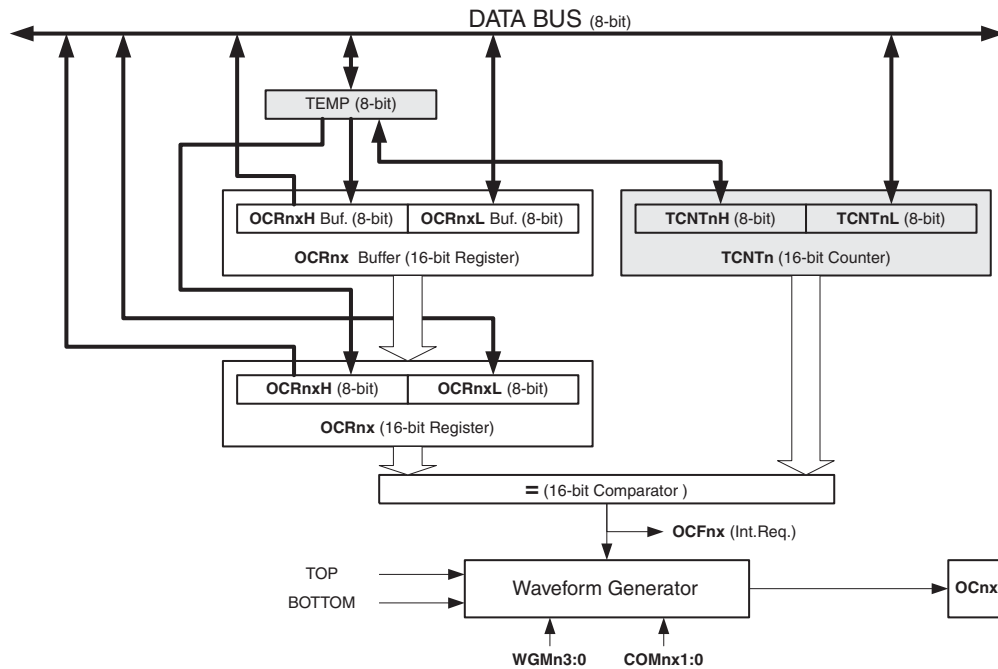 DATA BUS (8-bit)
TEMP (8-bit)
OCRnxH Buf. (8-bit) OCRnxL Buf. (8-bit)
OCRnx Buffer (16-bit Register)
TCNTnH (8-bit) TCNTnL (8-bit)
TCNTn (16-bit Counter)
OCRnxH (8-bit) OCRnxL (8-bit)
OCRnx (16-bit Register)
= (16-bit Comparator )
OCFnx (Int.Req.)
TOP
BOTTOM
Waveform Generator
OCnx
WGMn3:0 COMnx1:0